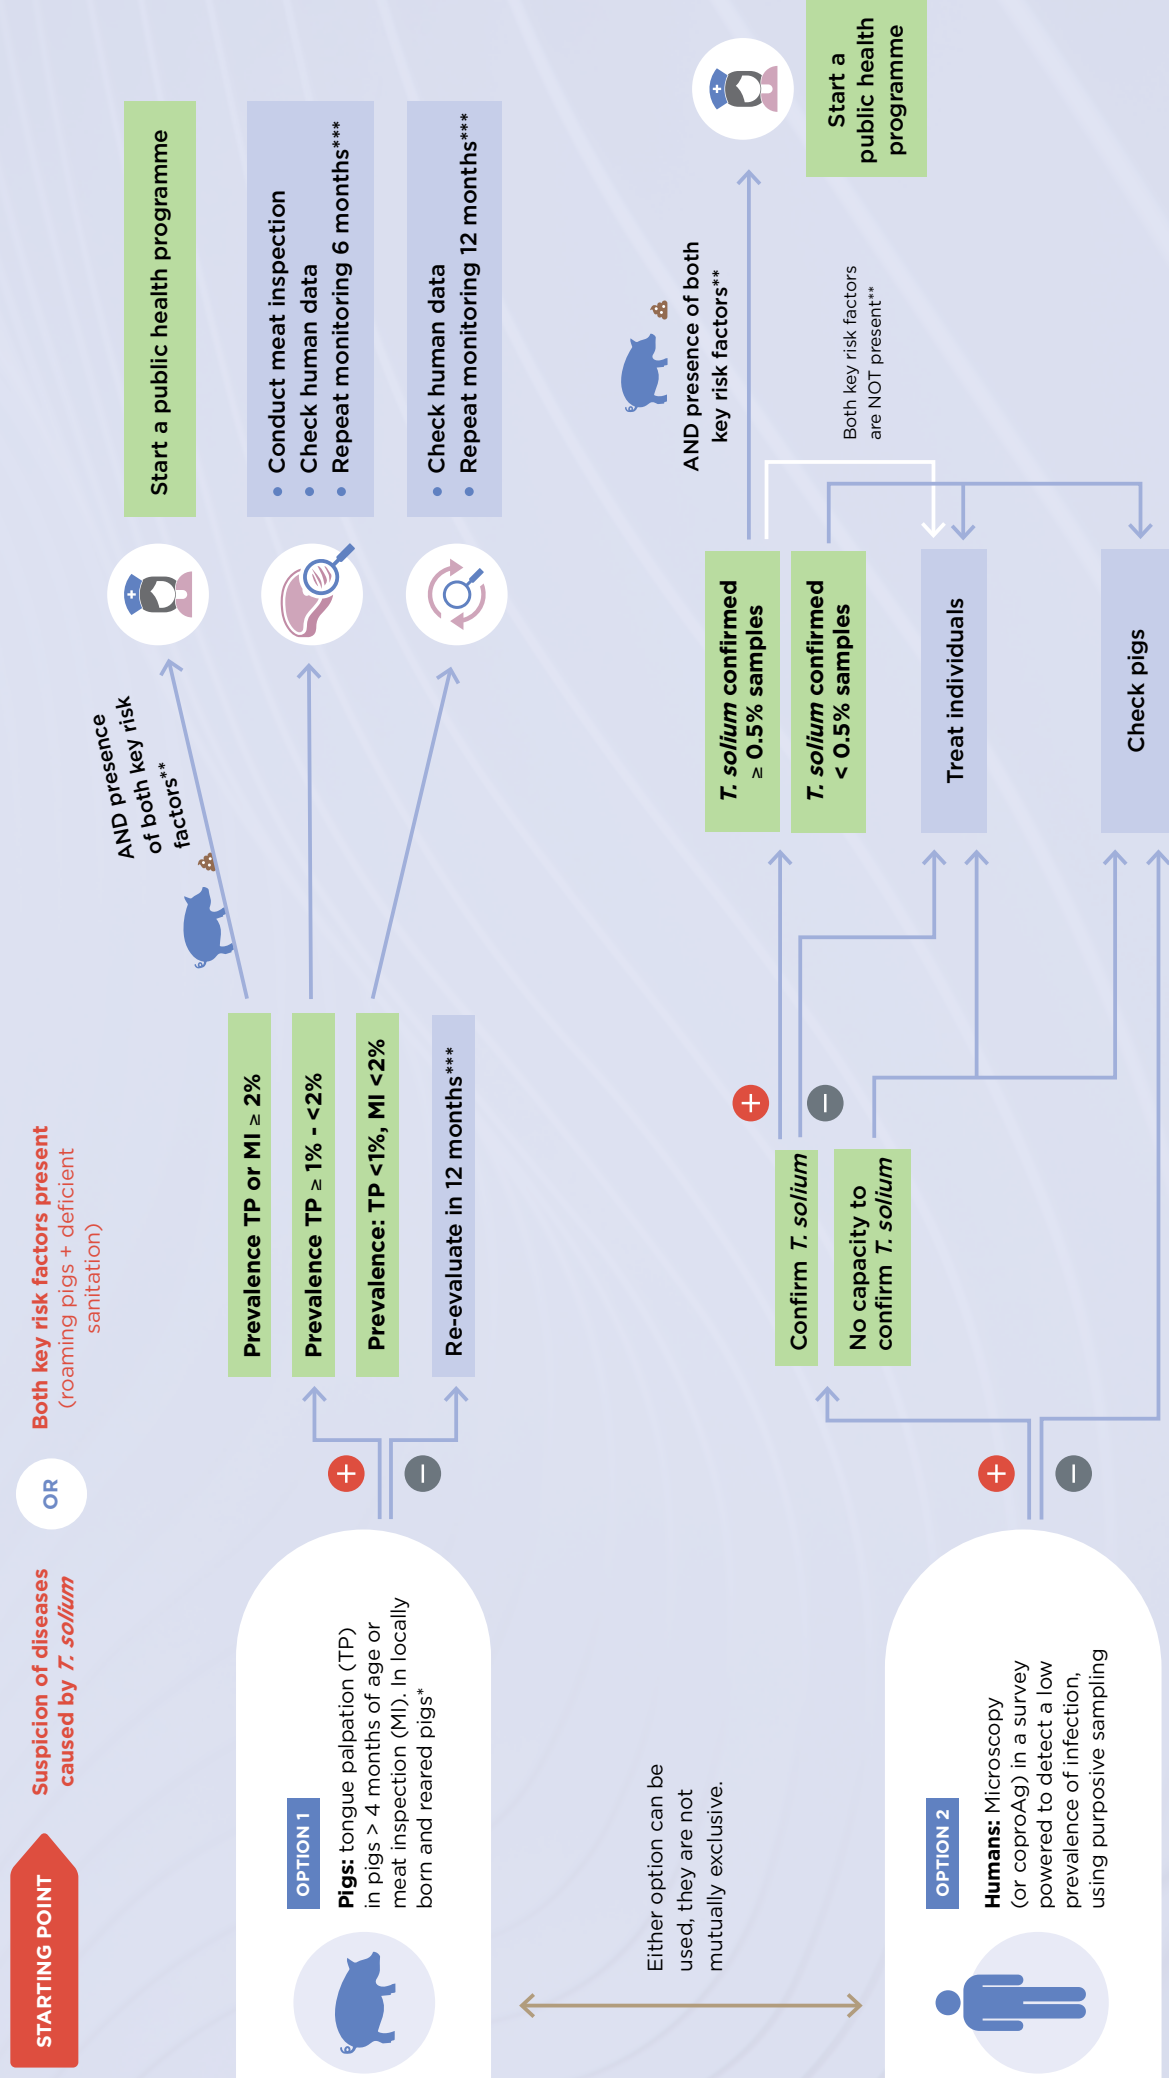 STARTING POINT
Suspicion of diseases
caused by T. solium
OR
Both key risk factors present
(roaming pigs + deficient
sanitation)
OPTION 1
Pigs: tongue palpation (TP)
in pigs > 4 months of age or
meat inspection (MI). In locally
born and reared pigs*
+
−
Prevalence TP or MI ≥ 2%
Prevalence TP ≥ 1% - <2%
Prevalence: TP <1%, MI <2%
Re-evaluate in 12 months***
AND presence
of both key risk
factors**
Start a public health programme
• Conduct meat inspection
• Check human data
• Repeat monitoring 6 months***
• Check human data
• Repeat monitoring 12 months***
Either option can be
used, they are not
mutually exclusive.
OPTION 2
Humans: Microscopy
(or coproAg) in a survey
powered to detect a low
prevalence of infection,
using purposive sampling
+
−
Confirm T. solium
No capacity to
confirm T. solium
+
−
T. solium confirmed
≥ 0.5% samples
T. solium confirmed
< 0.5% samples
Treat individuals
Check pigs
AND presence of both
key risk factors**
Both key risk factors
are NOT present**
Start a
public health
programme